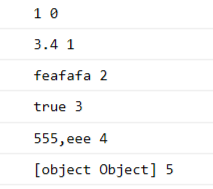 1 0
3.4 1
feafafa 2
true 3
555,eee 4
[object Object] 5